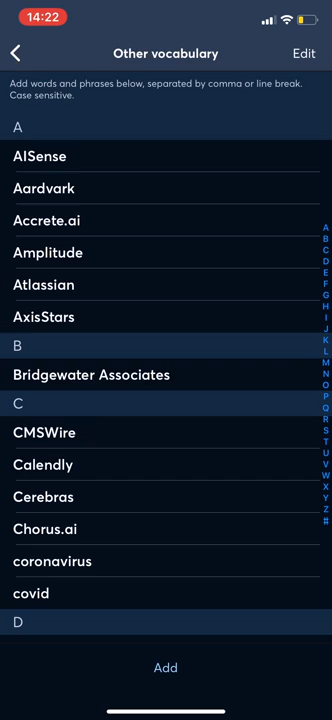 14:22
Other vocabulary
Edit
Add words and phrases below, separated by comma or line break.
Case sensitive.
A
AISense
Aardvark
Accrete.ai
Amplitude
Atlassian
AxisStars
B
Bridgewater Associates
C
CMSWire
Calendly
Cerebras
Chorus.ai
coronavirus
covid
D
Add
A
B
C
D
E
F
G
H
I
J
K
L
M
N
O
P
Q
R
S
T
U
V
W
X
Y
Z
#